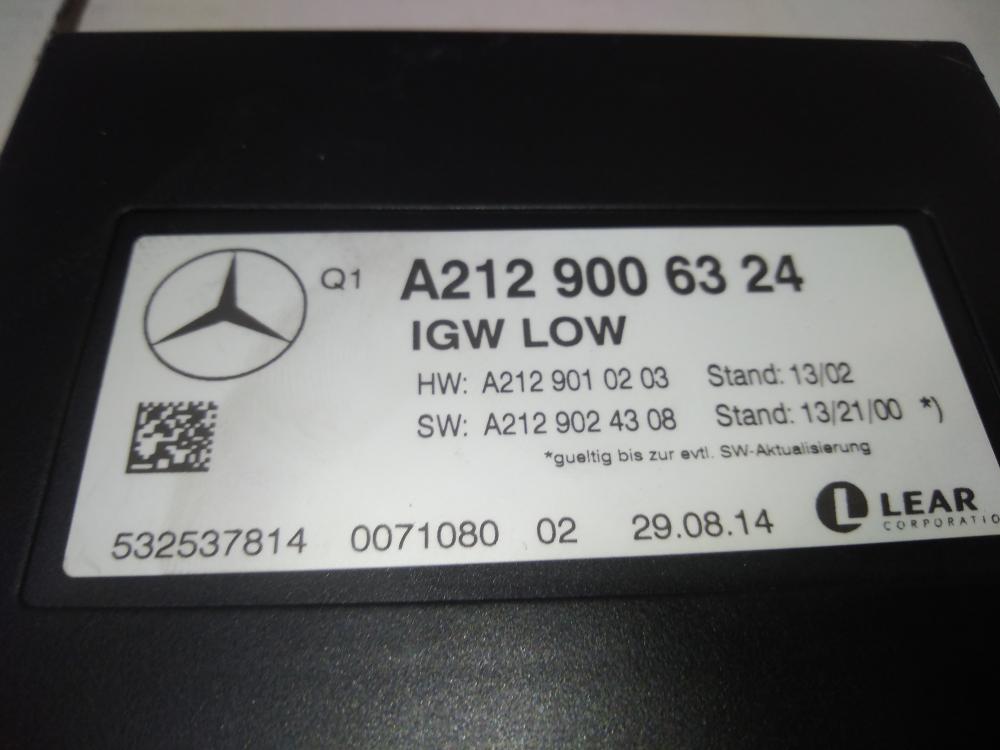 Q1 A212 900 63 24
IGW LOW
HW: A212 901 02 03 Stand: 13/02
SW: A212 902 43 08 Stand: 13/21/00 *)
*gueltig bis zur evtl. SW-Aktualisierung
L LEAR
CORPORATIO
532537814 0071080 02 29.08.14